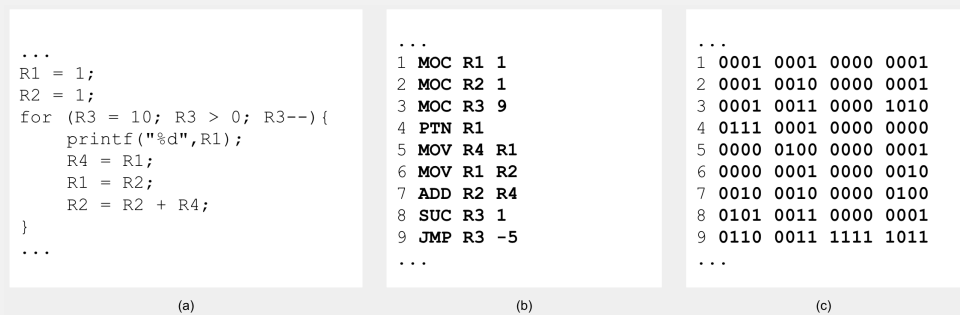 ...
R1 = 1;
R2 = 1;
for (R3 = 10; R3 > 0; R3--){
printf("%d",R1);
R4 = R1;
R1 = R2;
R2 = R2 + R4;
}
...
(a)
...
1 MOC R1 1
2 MOC R2 1
3 MOC R3 9
4 PTN R1
5 MOV R4 R1
6 MOV R1 R2
7 ADD R2 R4
8 SUC R3 1
9 JMP R3 -5
...
(b)
...
1 0001 0001 0000 0001
2 0001 0010 0000 0001
3 0001 0011 0000 1010
4 0111 0001 0000 0000
5 0000 0100 0000 0001
6 0000 0001 0000 0010
7 0010 0010 0000 0100
8 0101 0011 0000 0001
9 0110 0011 1111 1011
...
(c)